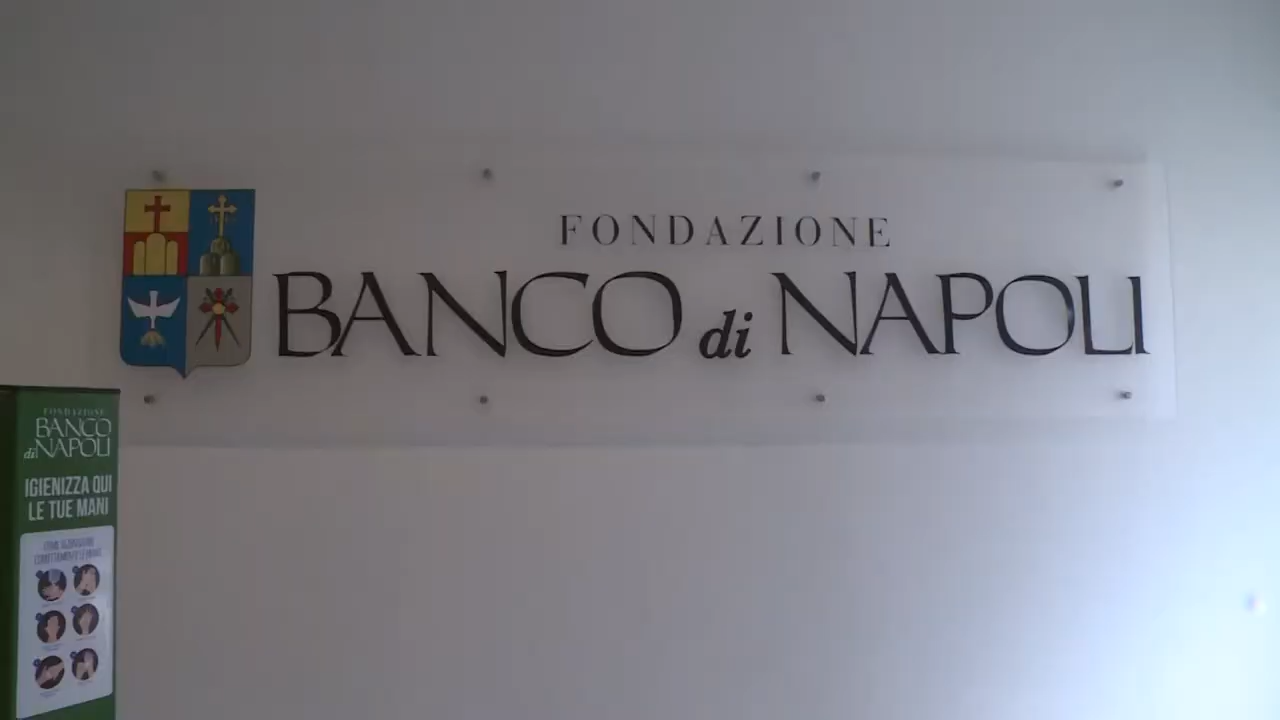 FONDAZIONE
BANCO di NAPOLI
FONDAZIONE
BANCO
di NAPOLI
IGIENIZZA QUI
LE TUE MANI